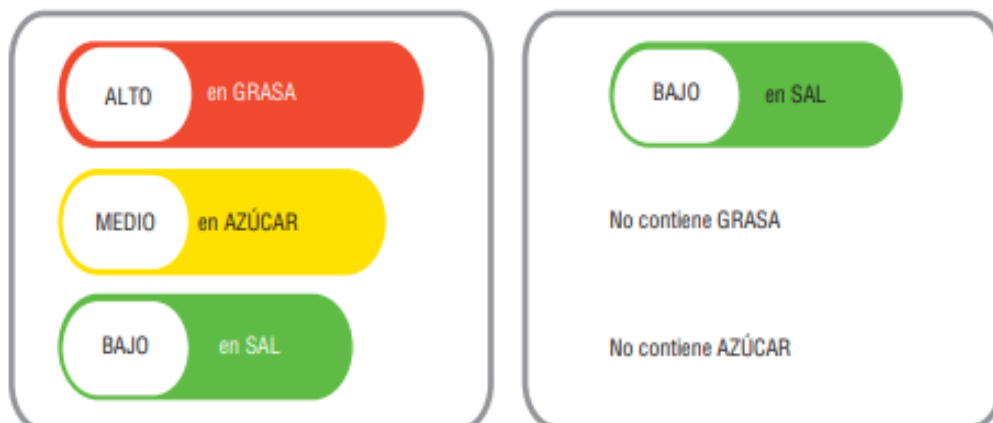 ALTO en GRASA
MEDIO en AZÚCAR
BAJO en SAL
BAJO en SAL
No contiene GRASA
No contiene AZÚCAR